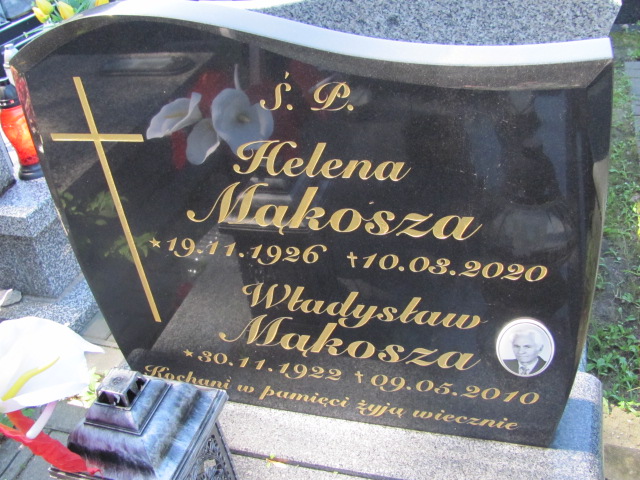 Ś. P.
Helena
Mąkosza
* 19.11.1926 † 10.03.2020
Władysław
Mąkosza
* 30.11.1922 † 09.05.2010
Kochani w pamięci żyją wiecznie